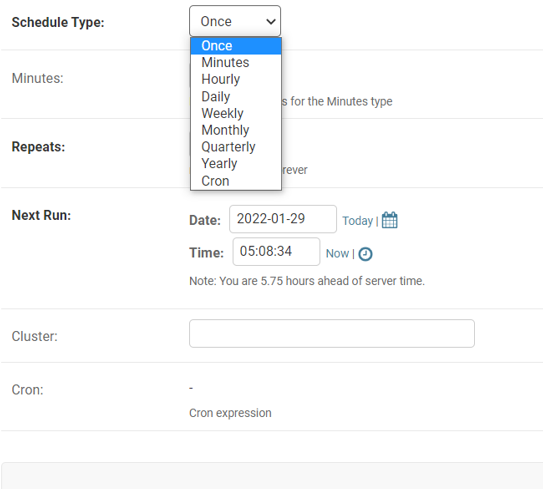 Schedule Type:
Once
Once
Minutes
Hourly
Daily
Weekly
Monthly
Quarterly
Yearly
Cron
Minutes:
s for the Minutes type
Repeats:
rever
Next Run:
Date: 2022-01-29 Today |
Time: 05:08:34 Now |
Note: You are 5.75 hours ahead of server time.
Cluster:
Cron:
-
Cron expression